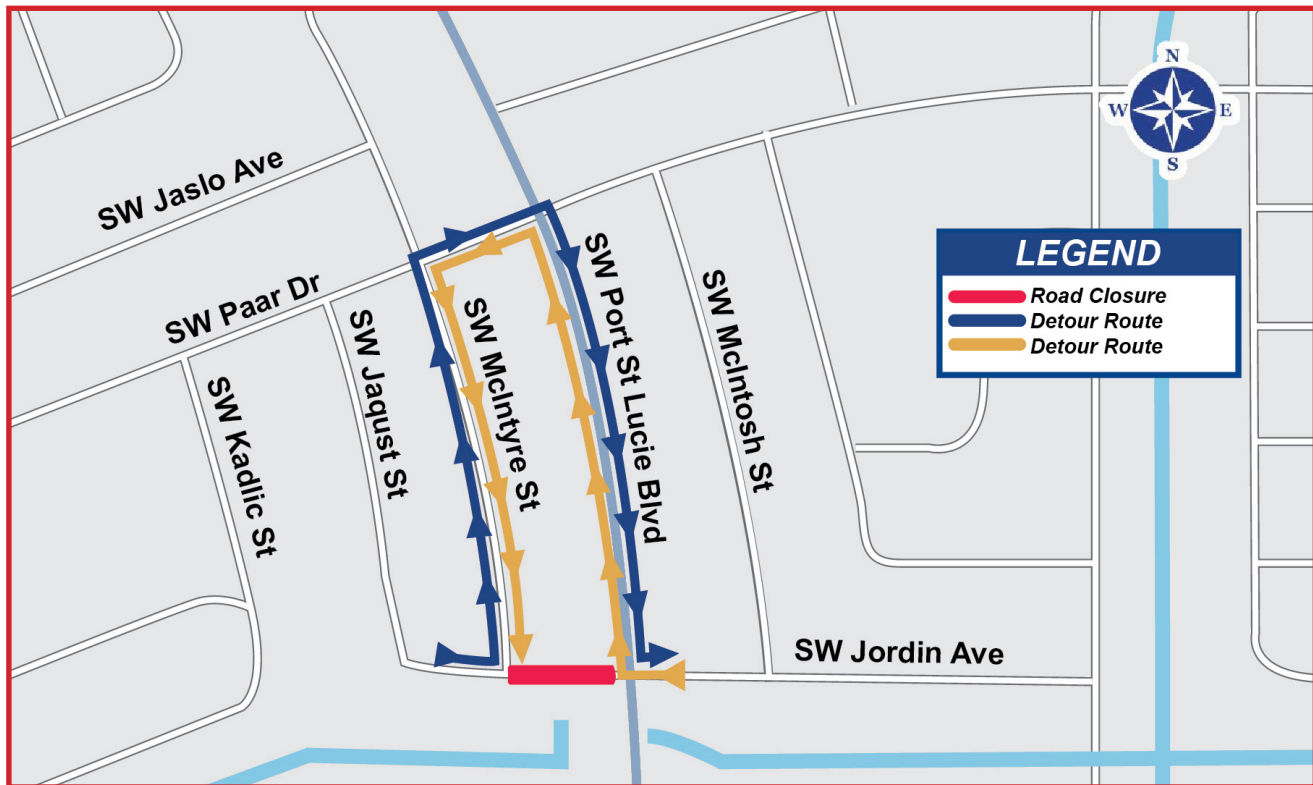 N
W
E
S
SW Jaslo Ave
SW Paar Dr
SW Kadlic St
SW Jaqust St
SW McIntyre St
SW Port St Lucie Blvd
SW McIntosh St
SW Jordin Ave
LEGEND
Road Closure
Detour Route
Detour Route